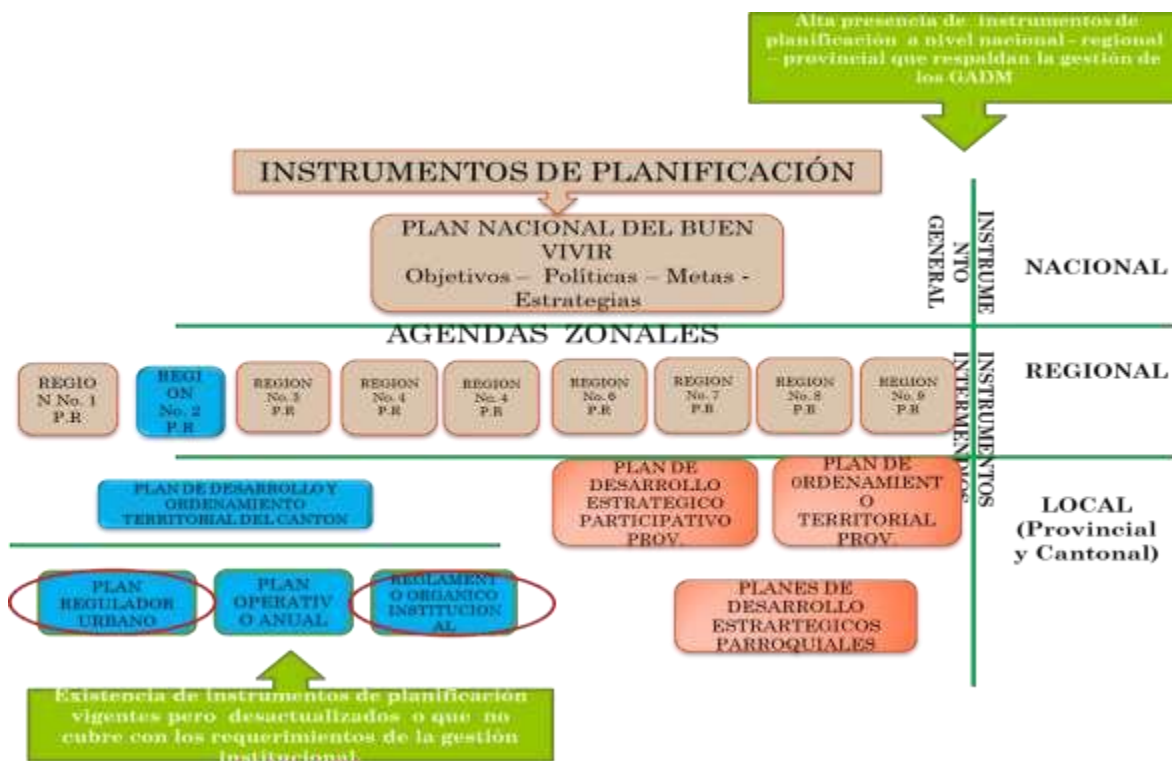 Alta presencia de instrumentos de
planificación a nivel nacional - regional
- provincial que respaldan la gestión de
los GADM
INSTRUMENTOS DE PLANIFICACIÓN
PLAN NACIONAL DEL BUEN
VIVIR
Objetivos – Políticas – Metas -
Estrategias
INSTRUME
NTO
GENERAL
NACIONAL
AGENDAS ZONALES
REGIO
N No. 1
P.R
REGI
ON
No. 2
P.R
REGION
No. 3
P.R
REGION
No. 4
P.R
REGION
No. 4
P.R
REGION
No. 6
P.R
REGION
No. 7
P.R
REGION
No. 8
P.R
REGION
No. 9
P.R
INSTRUMENTOS
INTERMENDIOS
REGIONAL
PLAN DE DESARROLLO Y
ORDENAMIENTO
TERRITORIAL DEL CANTON
PLAN DE
DESARROLLO
ESTRATEGICO
PARTICIPATIVO
PROV.
PLAN DE
ORDENAMIENT
O
TERRITORIAL
PROV.
LOCAL
(Provincial
y Cantonal)
PLAN
REGULADOR
URBANO
PLAN
OPERATIV
O ANUAL
REGLAMENT
O ORGANICO
INSTITUCION
AL
PLANES DE
DESARROLLO
ESTRARTEGICOS
PARROQUIALES
Existencia de instrumentos de planificación
vigentes pero desactualizados o que no
cubre con los requerimientos de la gestión
institucional.